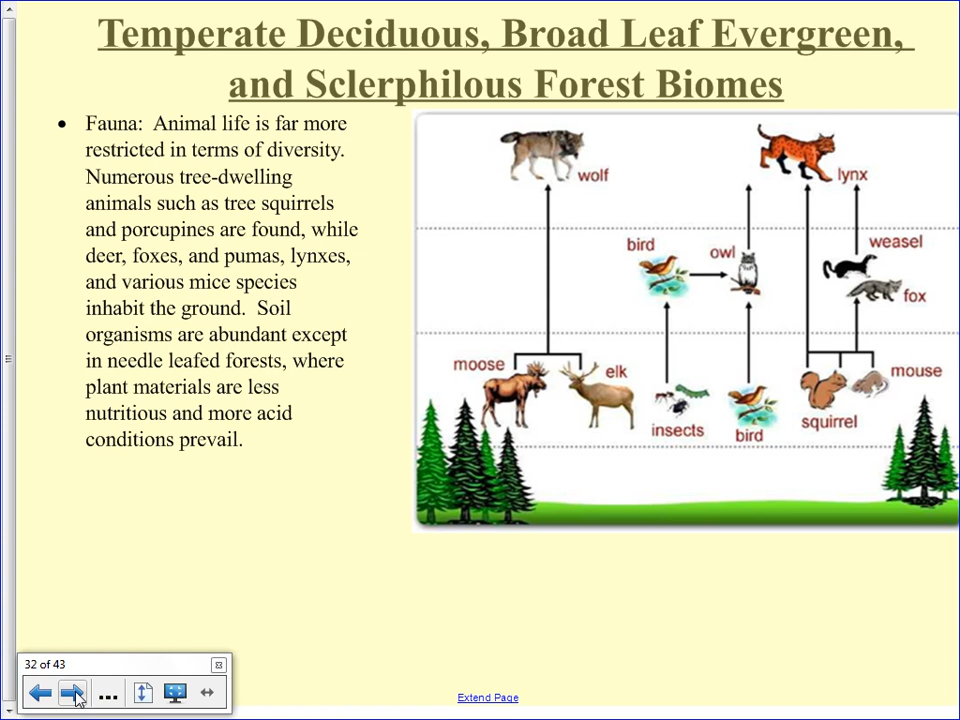 Temperate Deciduous, Broad Leaf Evergreen,
and Sclerphilous Forest Biomes
• Fauna: Animal life is far more
restricted in terms of diversity.
Numerous tree-dwelling
animals such as tree squirrels
and porcupines are found, while
deer, foxes, and pumas, lynxes,
and various mice species
inhabit the ground. Soil
organisms are abundant except
in needle leafed forests, where
plant materials are less
nutritious and more acid
conditions prevail.
wolf
lynx
bird
owl
weasel
fox
moose
elk
insects
bird
squirrel
mouse
32 of 43
Extend Page